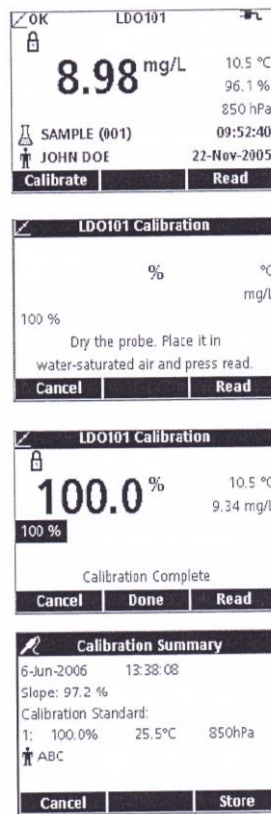 OK LDO101
8.98 mg/L 10.5 °C
96.1 %
850 hPa
SAMPLE (001) 09:52:40
JOHN DOE 22-Nov-2005
Calibrate Read
LDO101 Calibration
% °C
mg/L
100 %
Dry the probe. Place it in
water-saturated air and press read.
Cancel Read
LDO101 Calibration
100.0 % 10.5 °C
9.34 mg/L
100 %
Calibration Complete
Cancel Done Read
Calibration Summary
6-Jun-2006 13:38:08
Slope: 97.2 %
Calibration Standard:
1: 100.0% 25.5°C 850hPa
ABC
Cancel Store